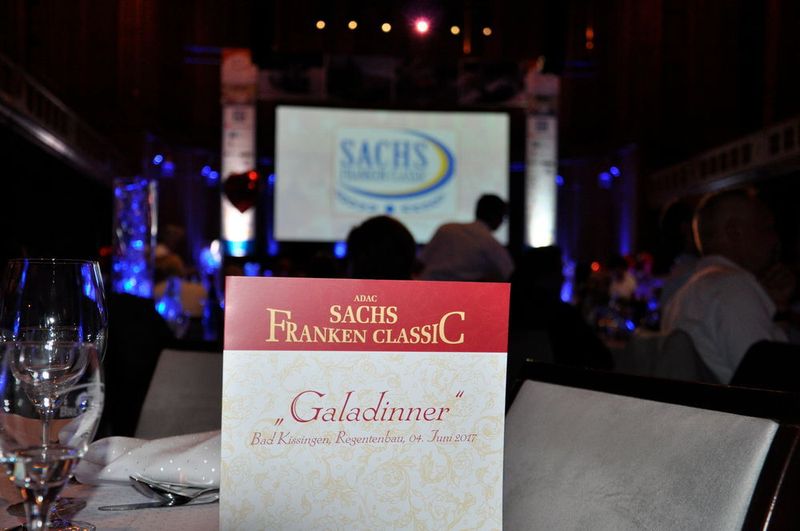 SACHS
FRANKEN CLASSIC
ADAC
SACHS
FRANKEN CLASSIC
„Galadinner“
Bad Kissingen, Regentenbau, 04. Juni 2017